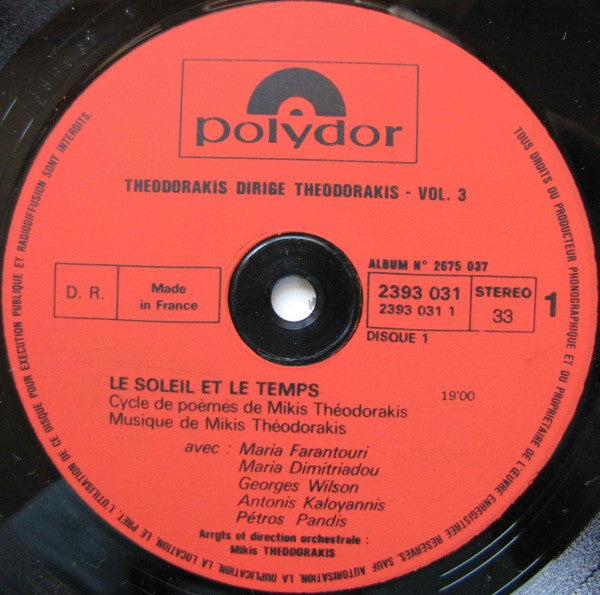 polydor
THEODORAKIS DIRIGE THEODORAKIS - VOL. 3
ALBUM N° 2675 037
D. R.
Made
in France
2393 031
2393 031 1
STEREO
33
1
DISQUE 1
LE SOLEIL ET LE TEMPS 19'00
Cycle de poèmes de Mikis Théodorakis
Musique de Mikis Théodorakis
avec : Maria Farantouri
Maria Dimitriadou
Georges Wilson
Antonis Kaloyannis
Pétros Pandis
Arrgts et direction orchestrale :
Mikis THEODORAKIS
TOUS DROITS DU PRODUCTEUR PHONOGRAPHIQUE ET DU PROPRIETAIRE DE L'ŒUVRE ENREGISTREE RESERVES. SAUF AUTORISATION, LA DUPLICATION, LA LOCATION, LE PRET, L'UTILISATION DE CE DISQUE POUR EXECUTION PUBLIQUE ET RADIODIFFUSION SONT INTERDITS.